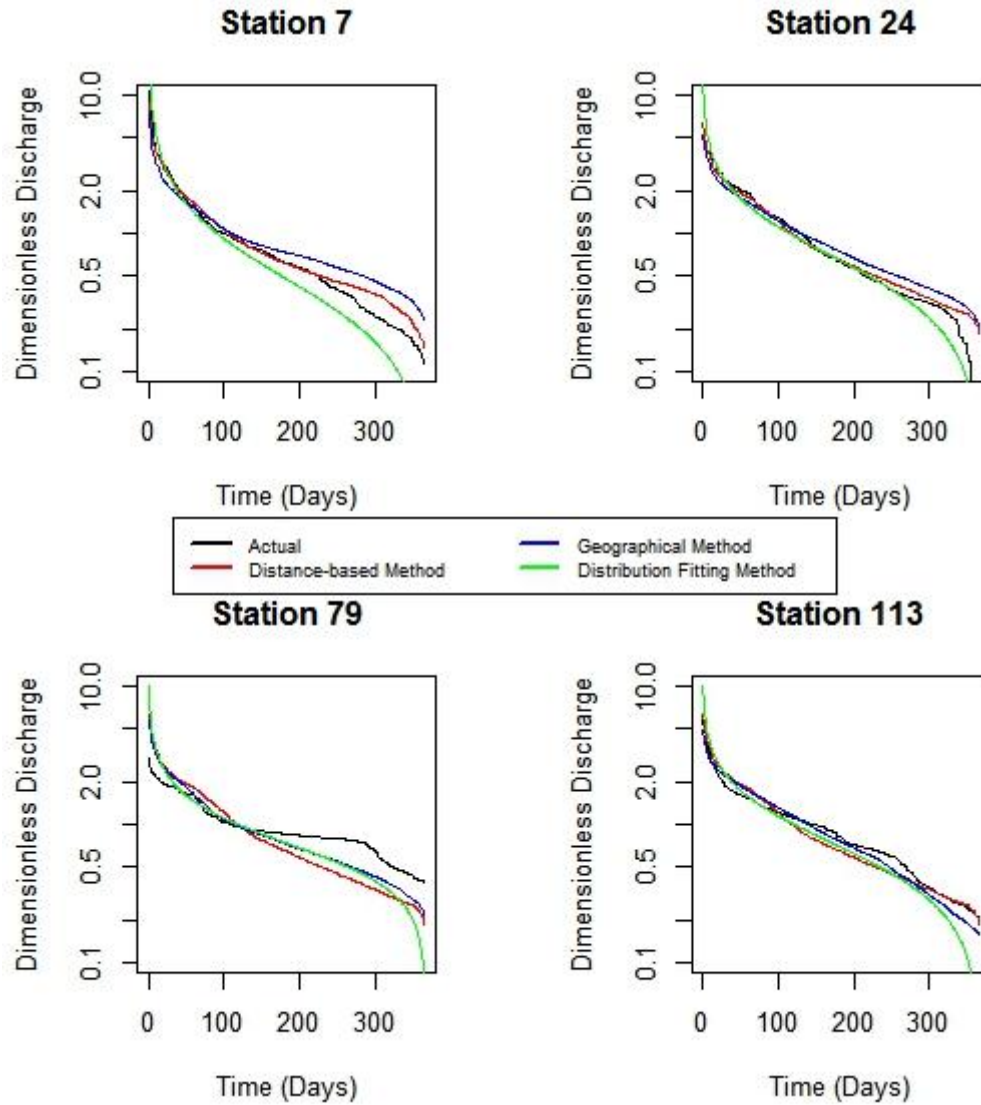 Station 7
Dimensionless Discharge
10.0
2.0
0.5
0.1
0 100 200 300
Time (Days)
Station 24
Dimensionless Discharge
10.0
2.0
0.5
0.1
0 100 200 300
Time (Days)
Actual
Distance-based Method
Geographical Method
Distribution Fitting Method
Station 79
Dimensionless Discharge
10.0
2.0
0.5
0.1
0 100 200 300
Time (Days)
Station 113
Dimensionless Discharge
10.0
2.0
0.5
0.1
0 100 200 300
Time (Days)